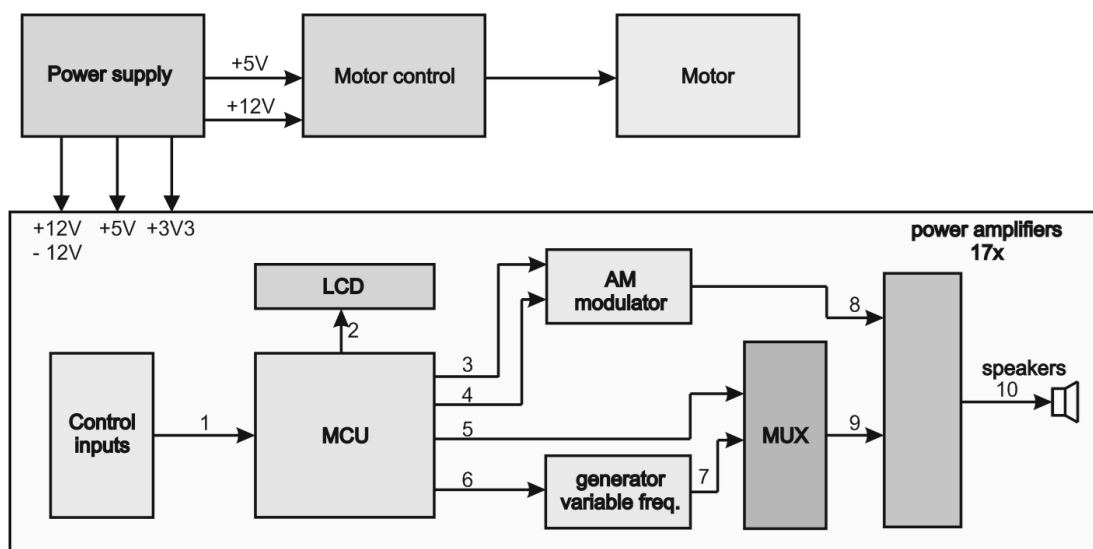 Power supply
+5V
+12V
Motor control
Motor
+12V
- 12V
+5V
+3V3
power amplifiers
17x
LCD
2
AM
modulator
8
Control
inputs
1
MCU
3
4
5
6
generator
variable freq.
7
MUX
9
speakers
10